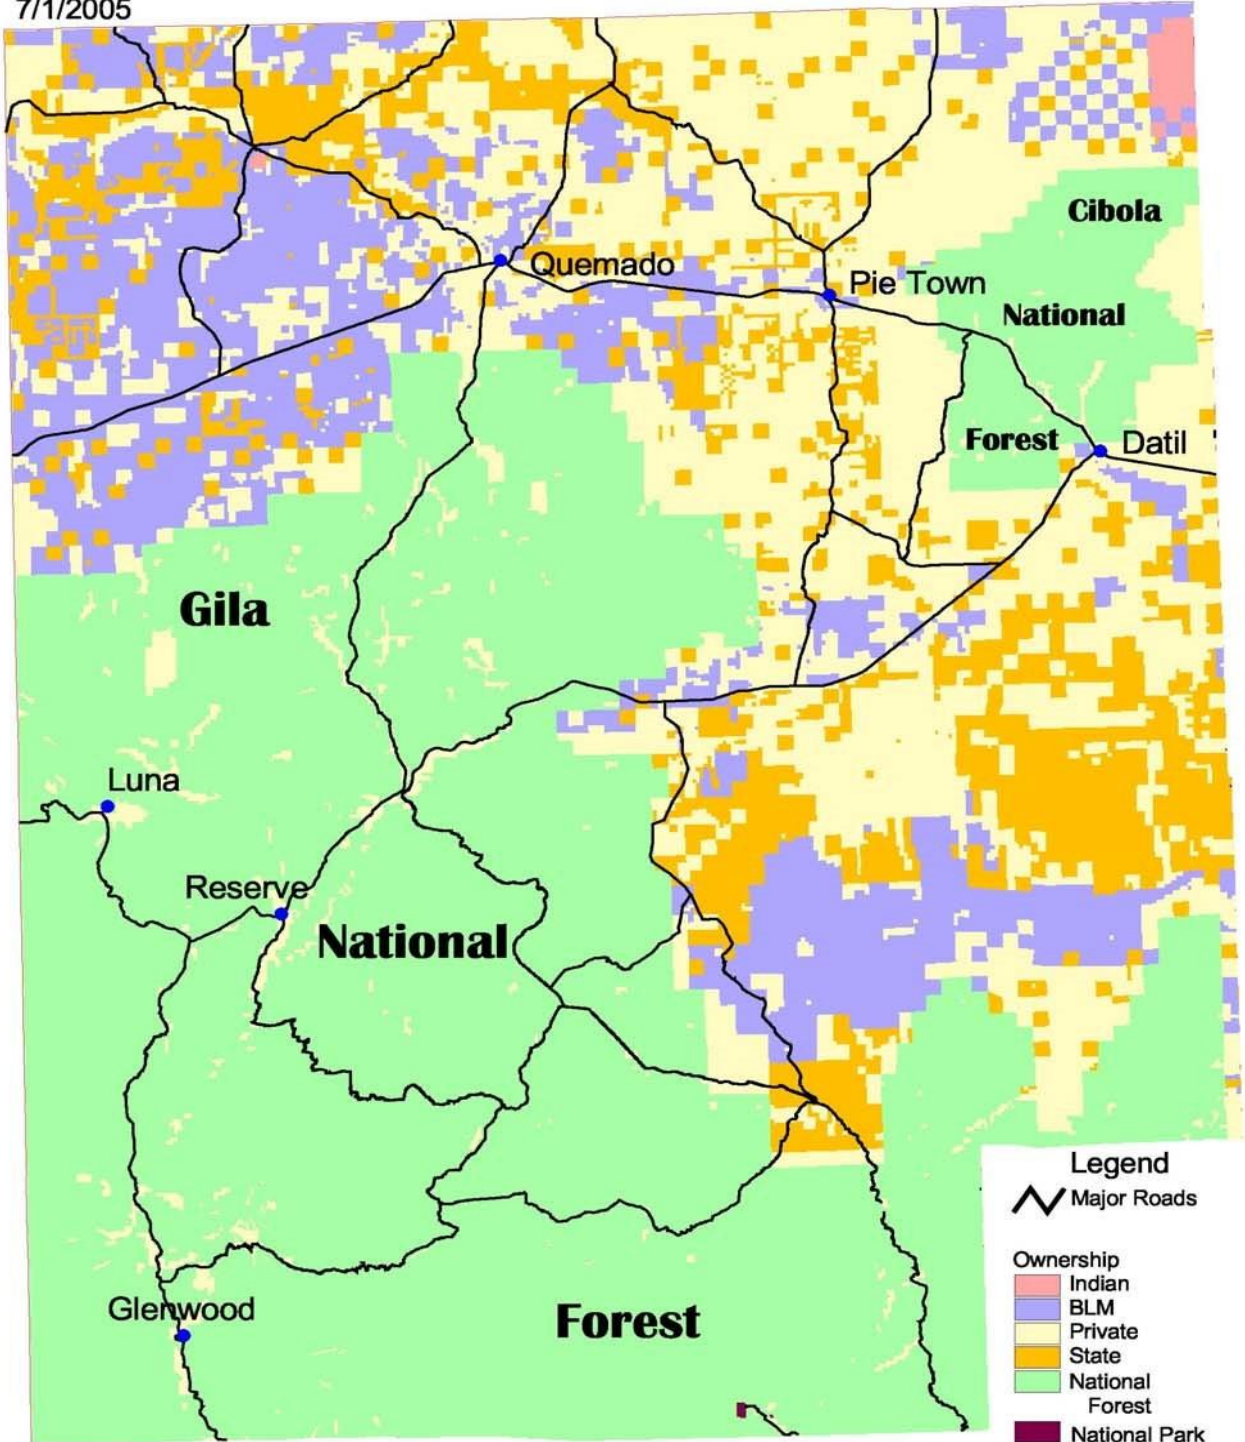 7/1/2005
Cibola
Quemado
Pie Town
National
Forest
Datil
Gila
Luna
Reserve
National
Glenwood
Forest
Legend
Major Roads
Ownership
Indian
BLM
Private
State
National
Forest
National Park